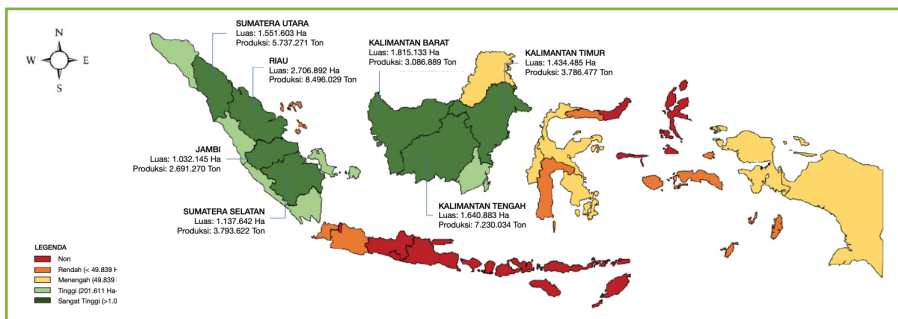 N
W E
S
SUMATERA UTARA
Luas: 1.551.603 Ha
Produksi: 5.737.271 Ton
RIAU
Luas: 2.706.892 Ha
Produksi: 8.496.029 Ton
KALIMANTAN BARAT
Luas: 1.815.133 Ha
Produksi: 3.086.889 Ton
KALIMANTAN TIMUR
Luas: 1.434.485 Ha
Produksi: 3.786.477 Ton
JAMBI
Luas: 1.032.145 Ha
Produksi: 2.691.270 Ton
SUMATERA SELATAN
Luas: 1.137.642 Ha
Produksi: 3.793.622 Ton
KALIMANTAN TENGAH
Luas: 1.640.883 Ha
Produksi: 7.230.034 Ton
LEGENDA
Non
Rendah (< 49.839 H
Menengah (49.839
Tinggi (201.611 Ha-
Sangat Tinggi (>1.0